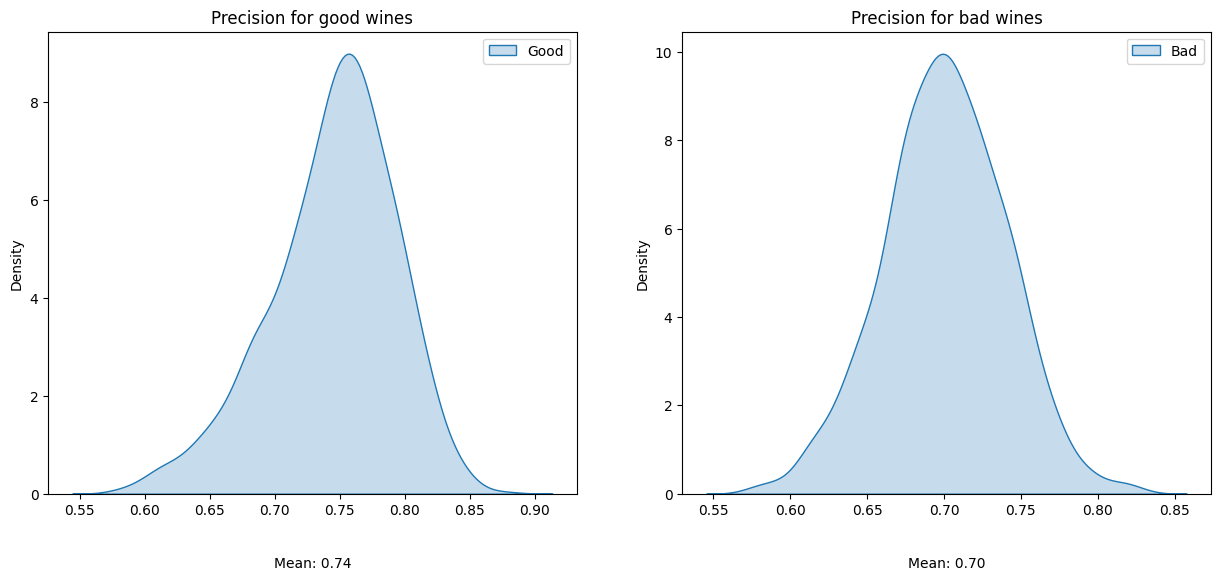 Precision for good wines
Good
Density
8
6
4
2
0
0.55 0.60 0.65 0.70 0.75 0.80 0.85 0.90
Mean: 0.74
Precision for bad wines
Bad
Density
10
8
6
4
2
0
0.55 0.60 0.65 0.70 0.75 0.80 0.85
Mean: 0.70